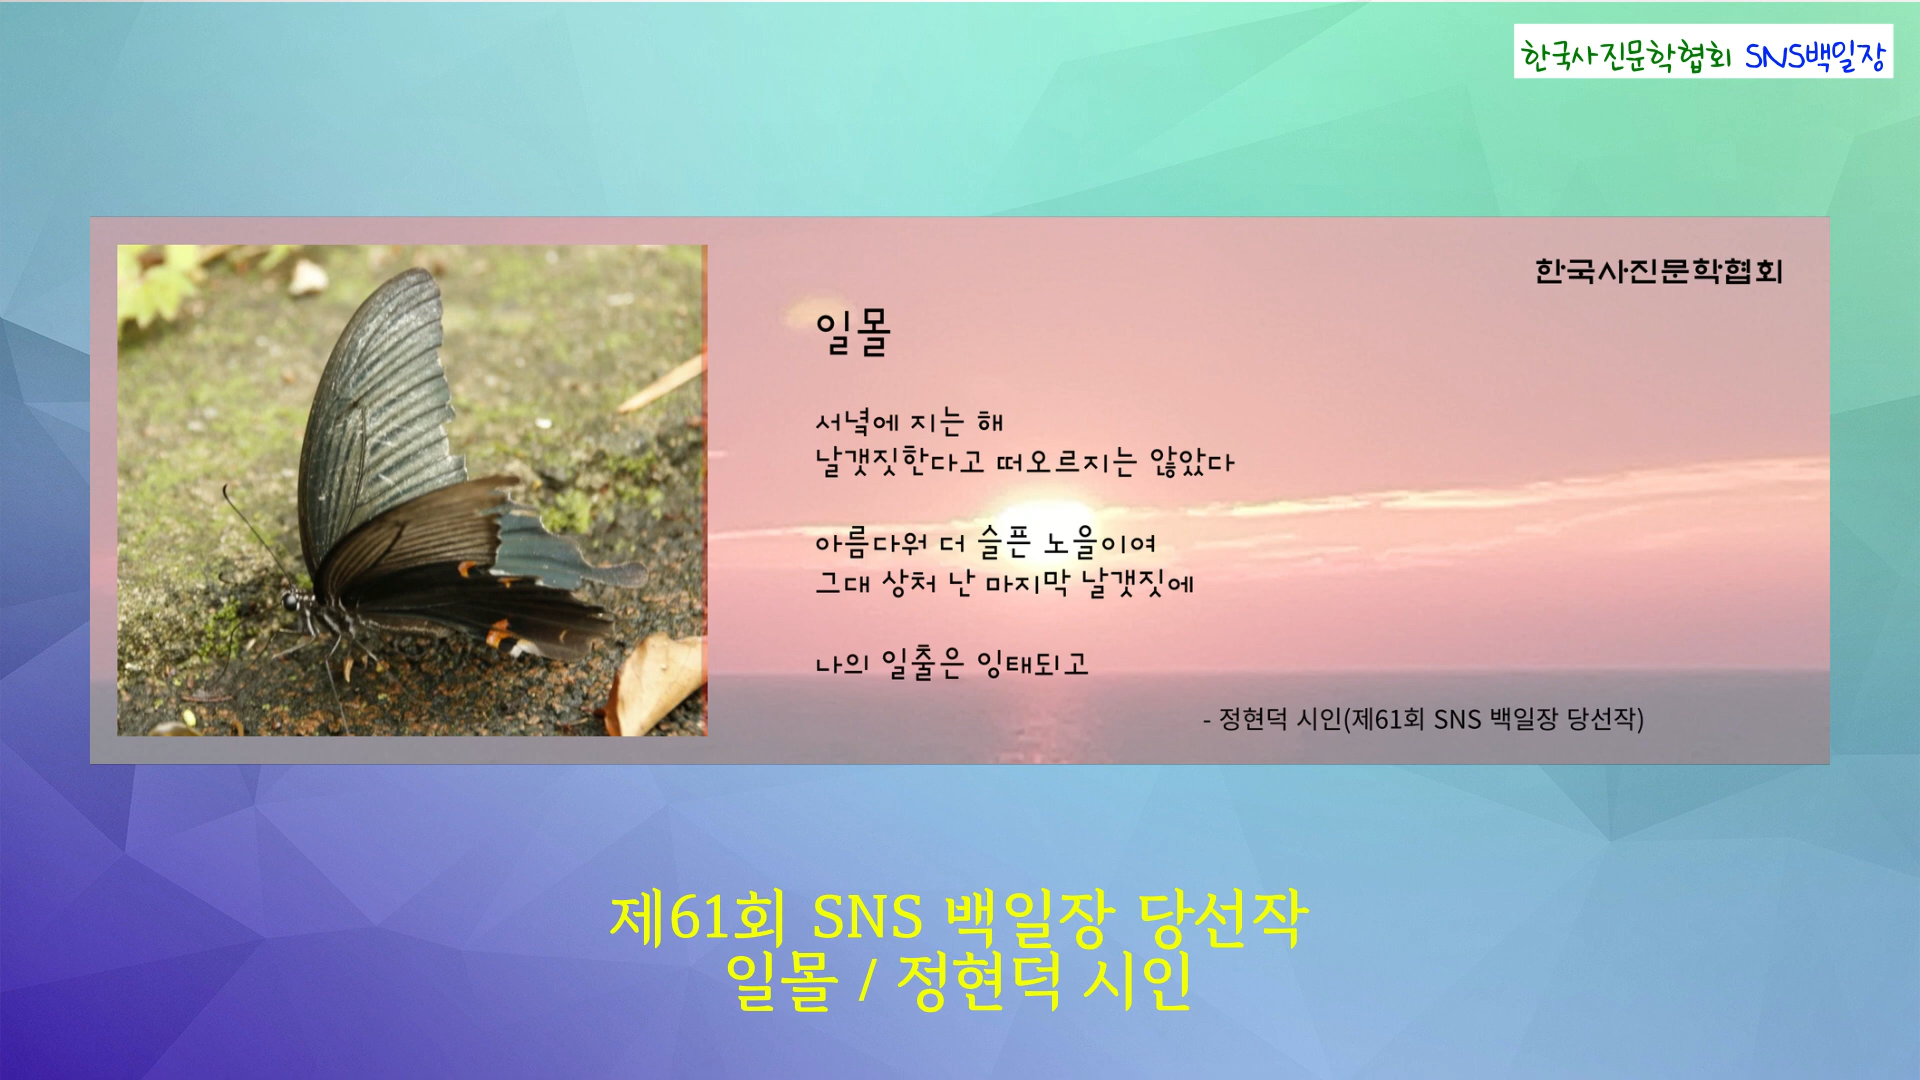 한국사진문학협회 SNS백일장
한국사진문학협회
일몰
서녘에 지는 해
날갯짓한다고 떠오르지는 않았다
아름다워 더 슬픈 노을이여
그대 상처 난 마지막 날갯짓에
나의 일출은 잉태되고
- 정현덕 시인(제61회 SNS 백일장 당선작)
제61회 SNS 백일장 당선작
일몰 / 정현덕 시인